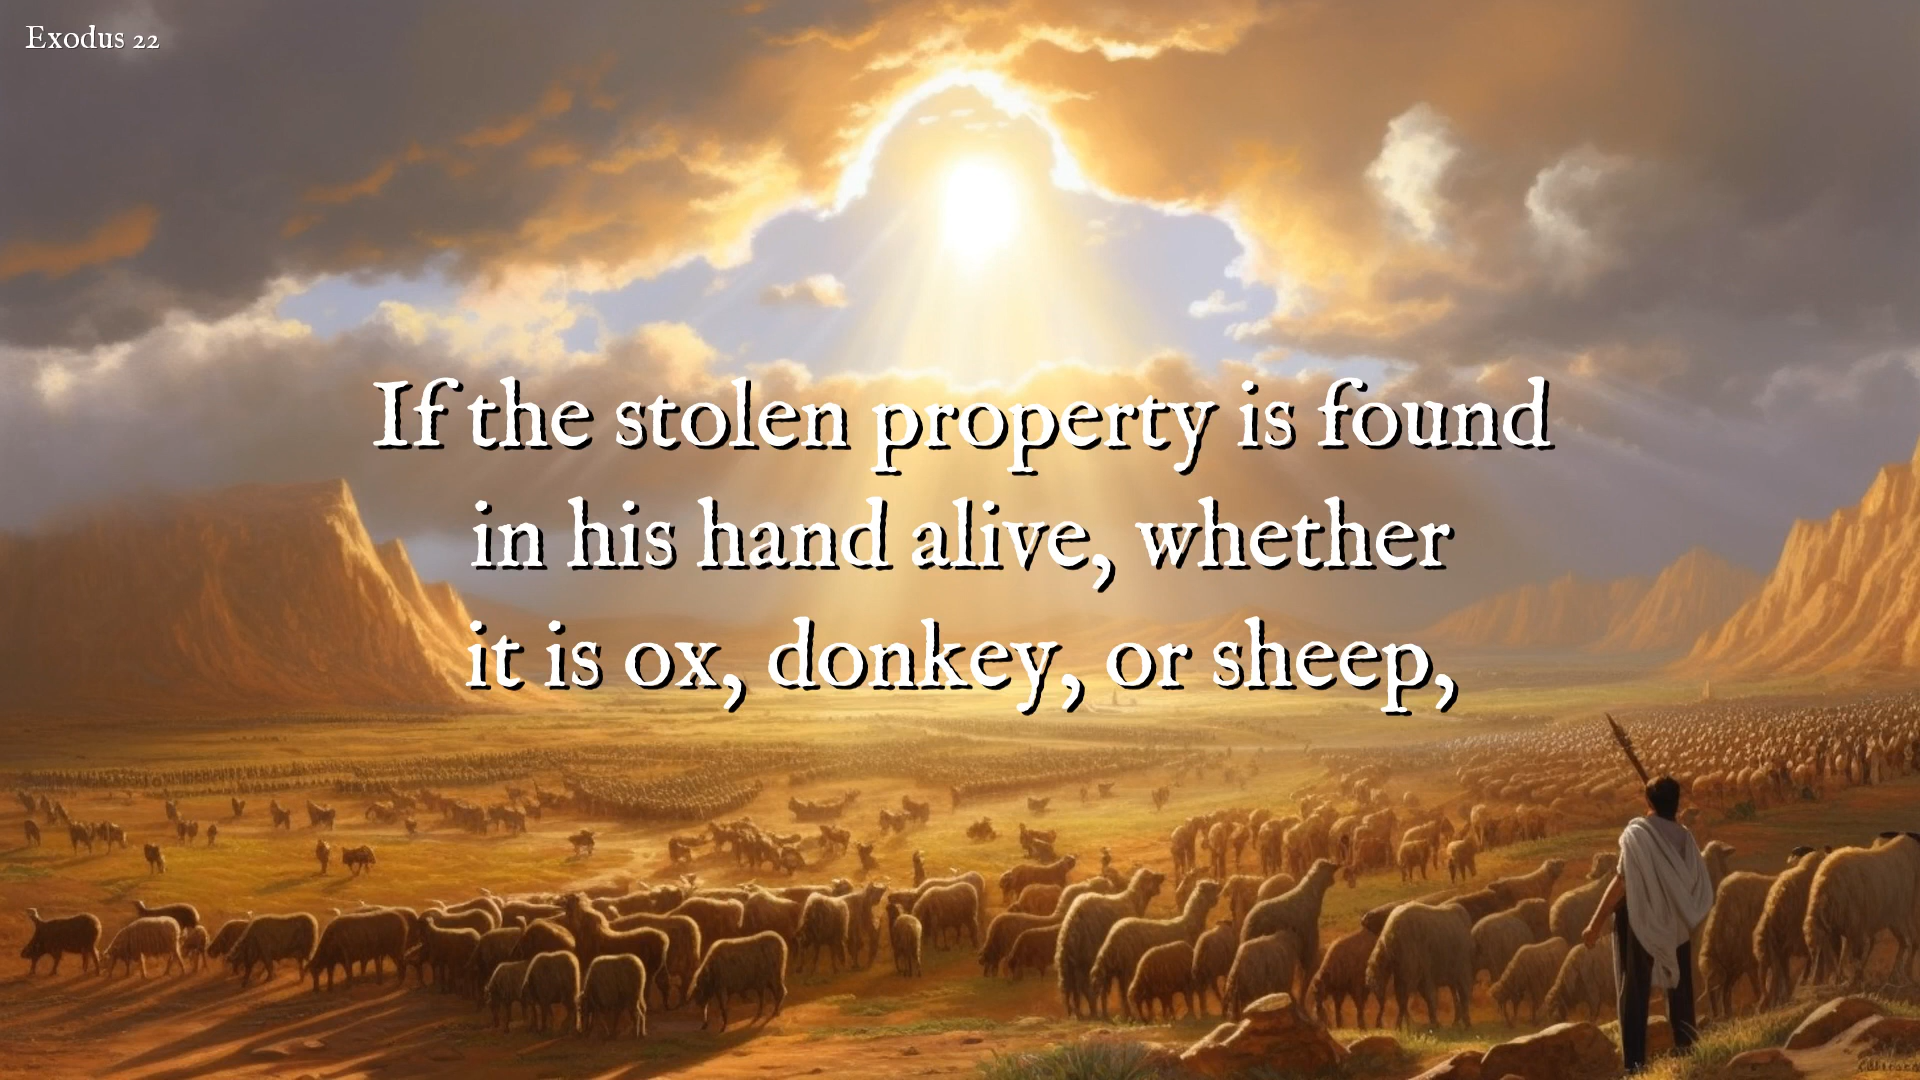 Exodus 22
If the stolen property is found
in his hand alive, whether
it is ox, donkey, or sheep,